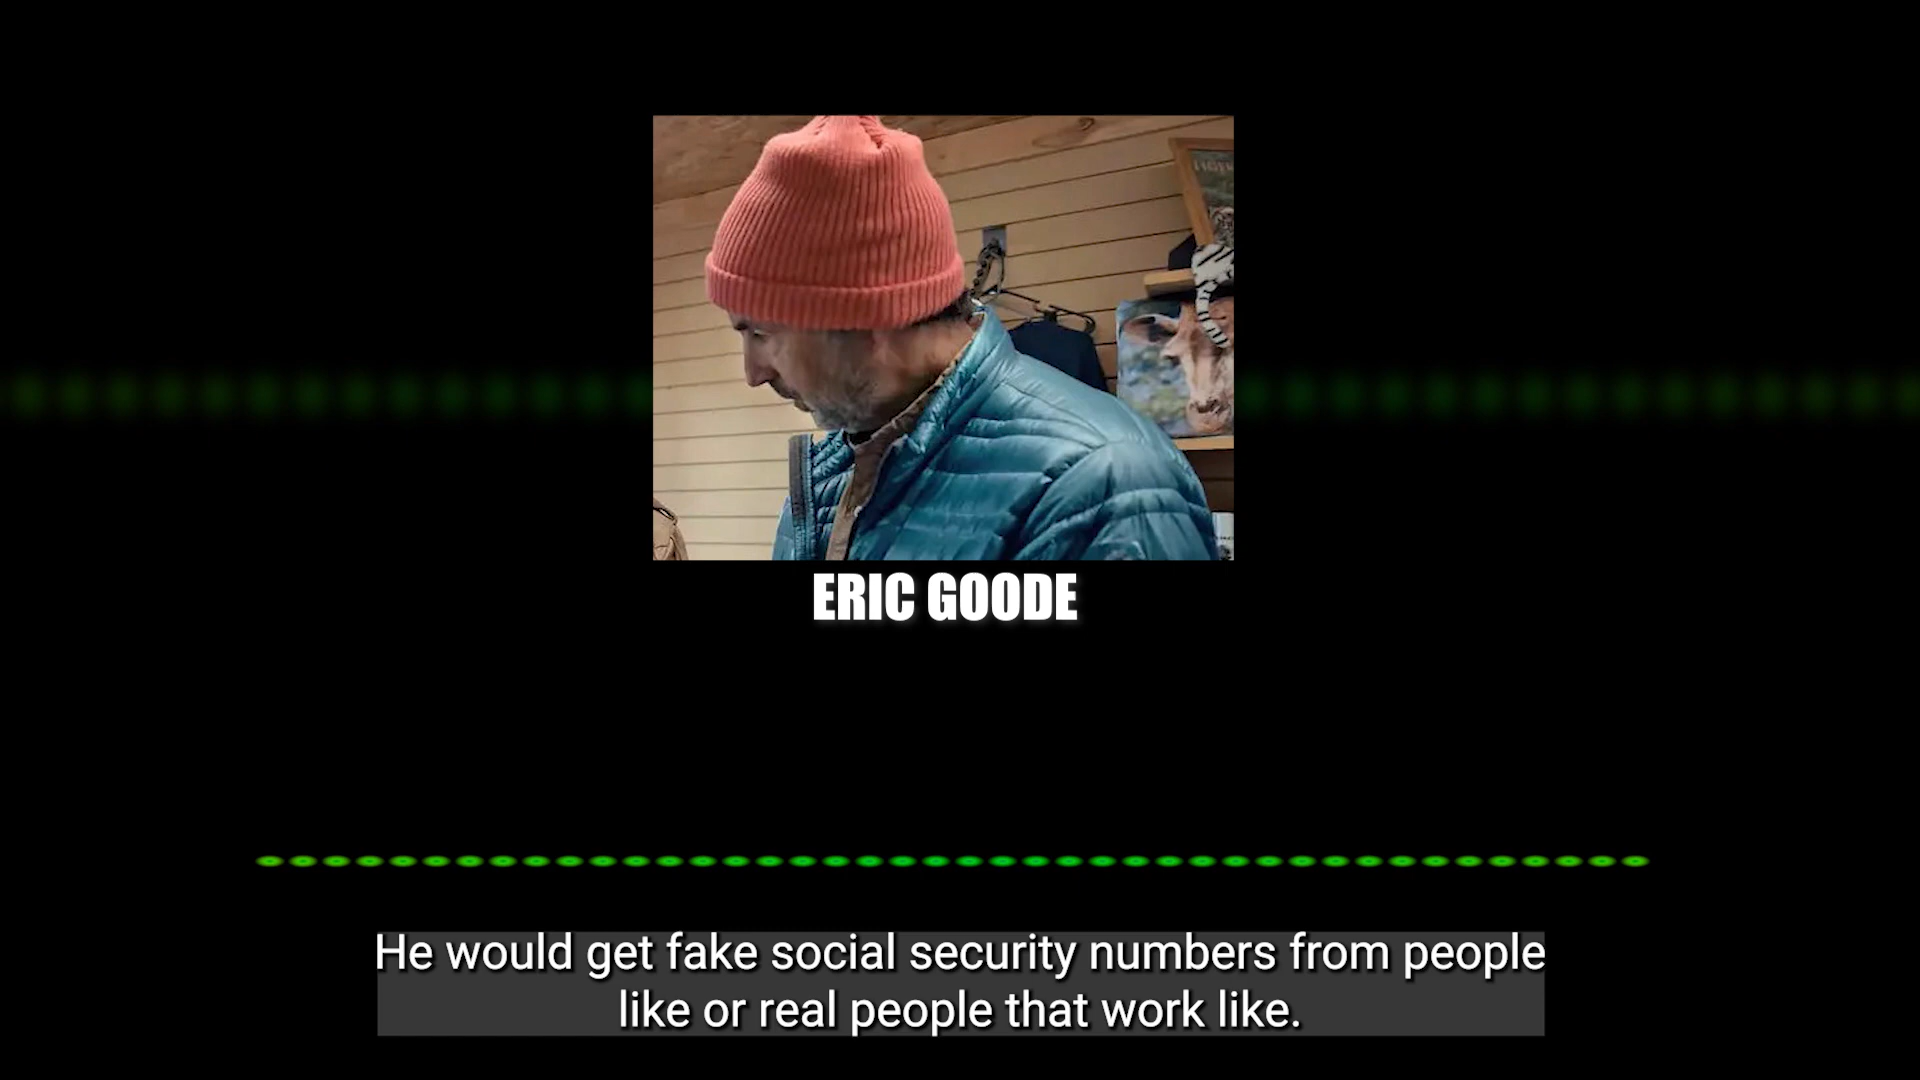 ERIC GOODE
He would get fake social security numbers from people
like or real people that work like.